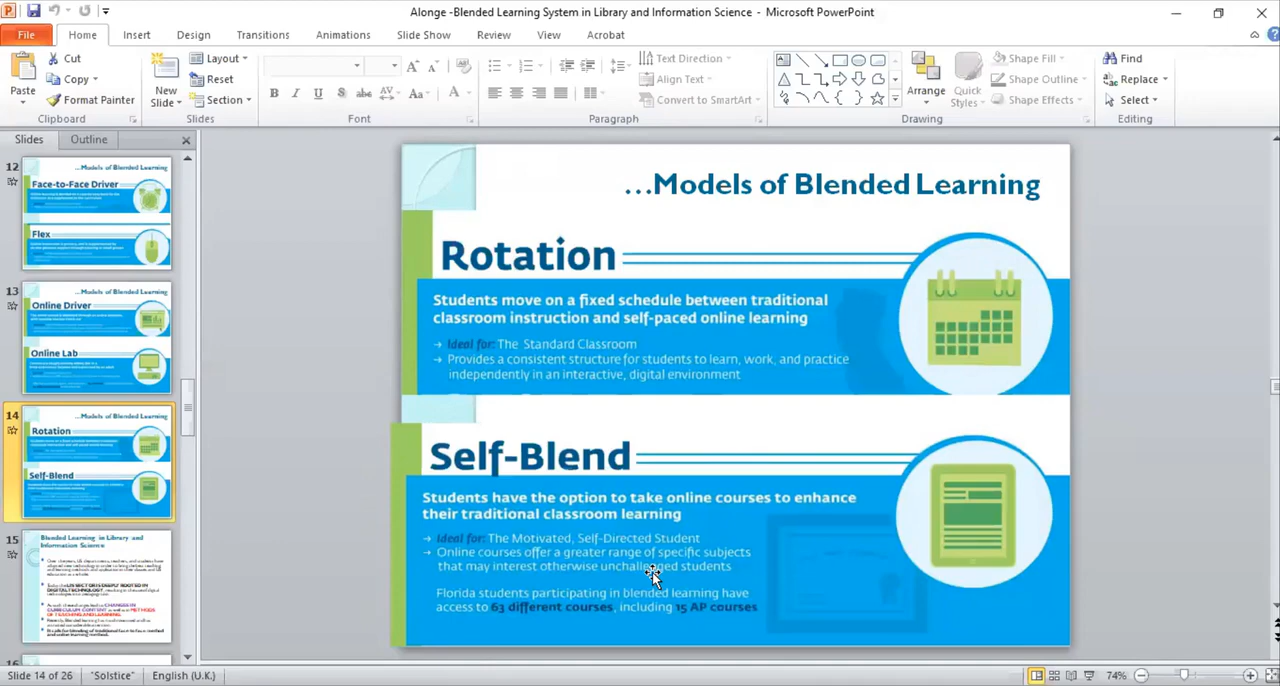 Alonge -Blended Learning System in Library and Information Science - Microsoft PowerPoint
File Home Insert Design Transitions Animations Slide Show Review View Acrobat
Paste
Cut
Copy
Format Painter
Clipboard
New Slide
Layout
Reset
Section
Slides
B I U S abc AV Aa A
Font
Text Direction
Align Text
Convert to SmartArt
Paragraph
Arrange
Quick Styles
Shape Fill
Shape Outline
Shape Effects
Drawing
Find
Replace
Select
Editing
Slides Outline
12
...Models of Blended Learning
Face-to-Face Driver
Flex
13
...Models of Blended Learning
Online Driver
Online Lab
14
...Models of Blended Learning
Rotation
Self-Blend
15
Blended Learning in Library and
Information Science
16
...Models of Blended Learning
Rotation
Students move on a fixed schedule between traditional
classroom instruction and self-paced online learning
→ Ideal for: The Standard Classroom
→ Provides a consistent structure for students to learn, work, and practice
independently in an interactive, digital environment
Self-Blend
Students have the option to take online courses to enhance
their traditional classroom learning
→ Ideal for: The Motivated, Self-Directed Student
→ Online courses offer a greater range of specific subjects
that may interest otherwise unchallenged students
Florida students participating in blended learning have
access to 63 different courses, including 15 AP courses
Slide 14 of 26 "Solstice" English (U.K.) 74%